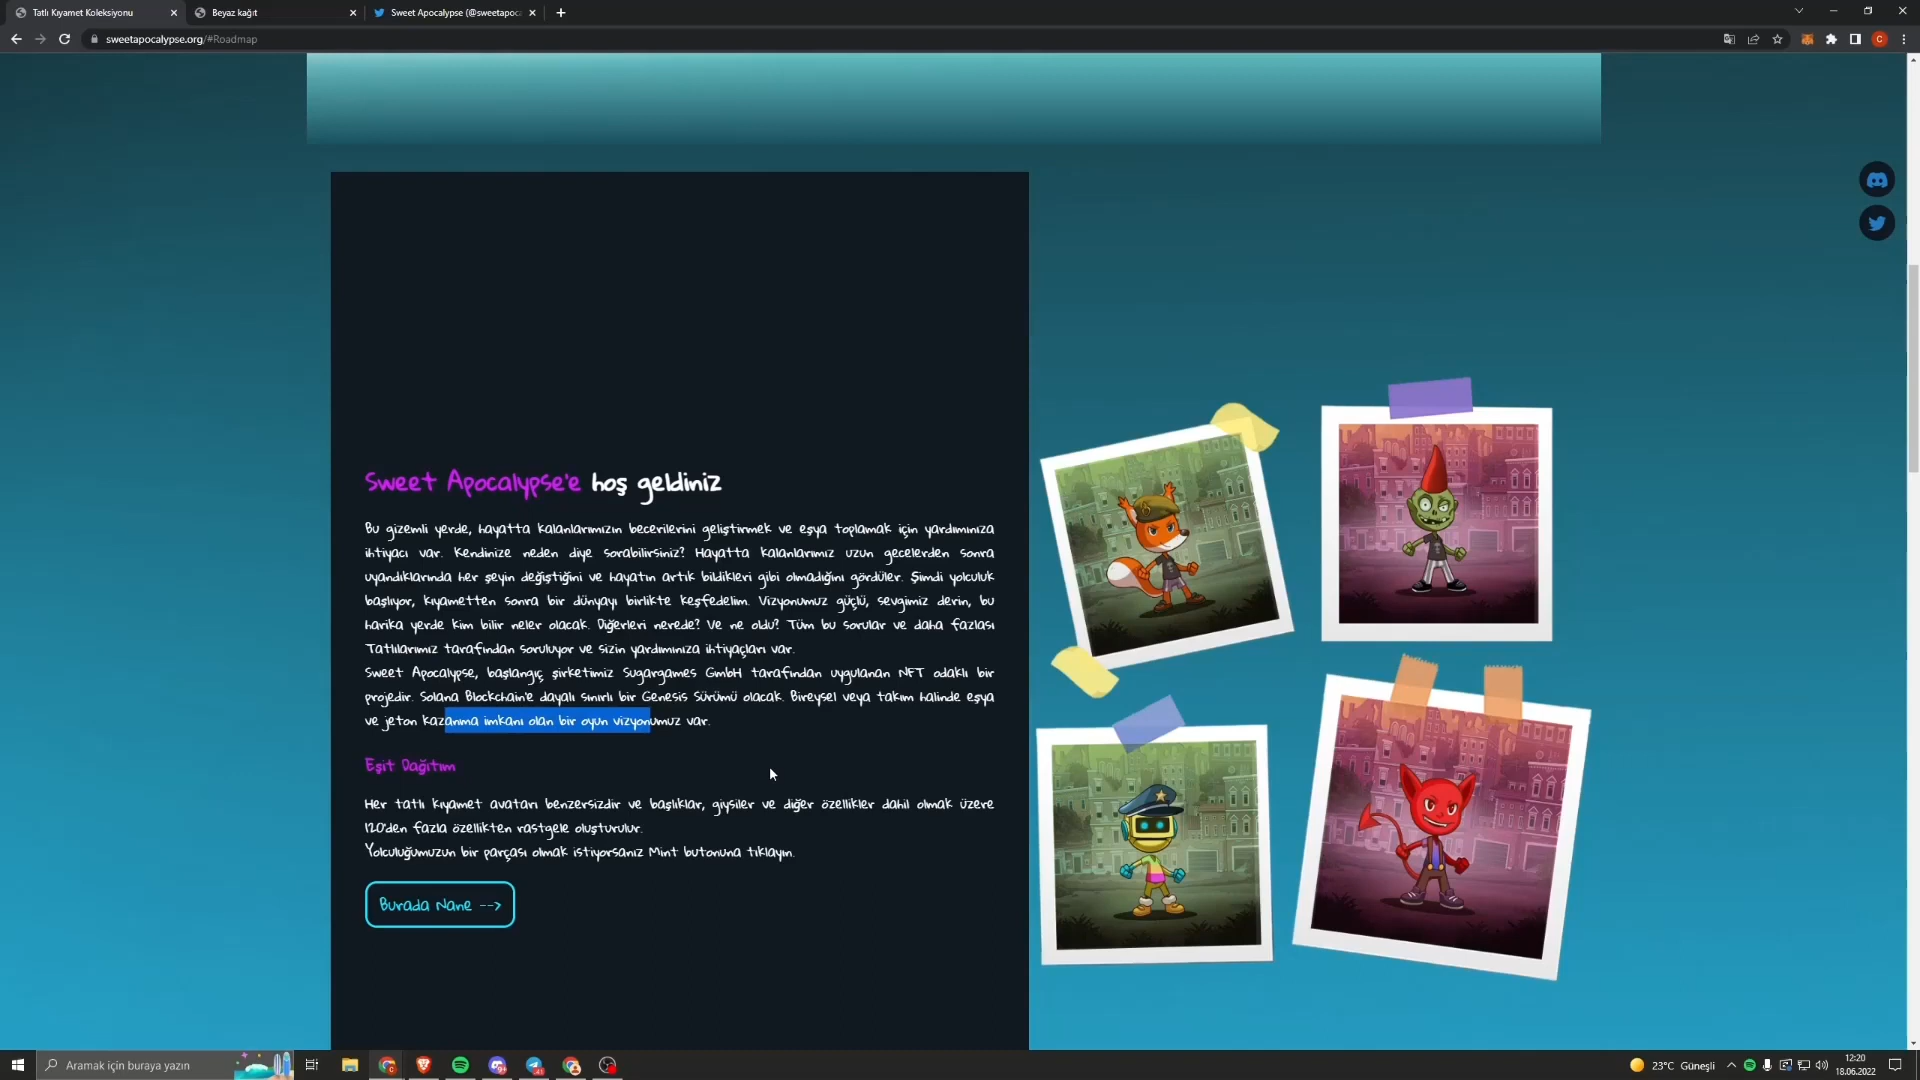 Tatlı Kıyamet Koleksiyonu
Beyaz kağıt
Sweet Apocalypse (@sweetapoc
sweetapocalypse.org/#Roadmap
C
Sweet Apocalypse'e hoş geldiniz
Bu gizemli yerde, hayatta kalanlarımızın becerilerini geliştirmek ve eşya toplamak için yardımınıza
ihtiyacı var. Kendinize neden diye sorabilirsiniz? Hayatta kalanlarımız uzun gecelerden sonra
uyandıklarında her şeyin değiştiğini ve hayatın artık bildikleri gibi olmadığını gördüler. Şimdi yolculuk
başlıyor, kıyametten sonra bir dünyayı birlikte keşfedelim. Vizyonumuz güçlü, sevgimiz derin, bu
harika yerde kim bilir neler olacak. Diğerleri nerede? Ve ne oldu? Tüm bu sorular ve daha fazlası
Tatlılarımız tarafından soruluyor ve sizin yardımınıza ihtiyaçları var.
Sweet Apocalypse, başlangıç şirketimiz Sugargames GmbH tarafından uygulanan NFT odaklı bir
projedir. Solana Blockchain'e dayalı sınırlı bir Genesis Sürümü olacak. Bireysel veya takım halinde eşya
ve jeton kazanma imkanı olan bir oyun vizyonumuz var.
Eşit Dağıtım
Her tatlı kıyamet avatarı benzersizdir ve başlıklar, giysiler ve diğer özellikler dahil olmak üzere
120'den fazla özellikten rastgele oluşturulur.
Yolculuğumuzun bir parçası olmak istiyorsanız Mint butonuna tıklayın.
Burada Nane -->
Aramak için buraya yazın
23°C Güneşli
12:20
18.06.2022